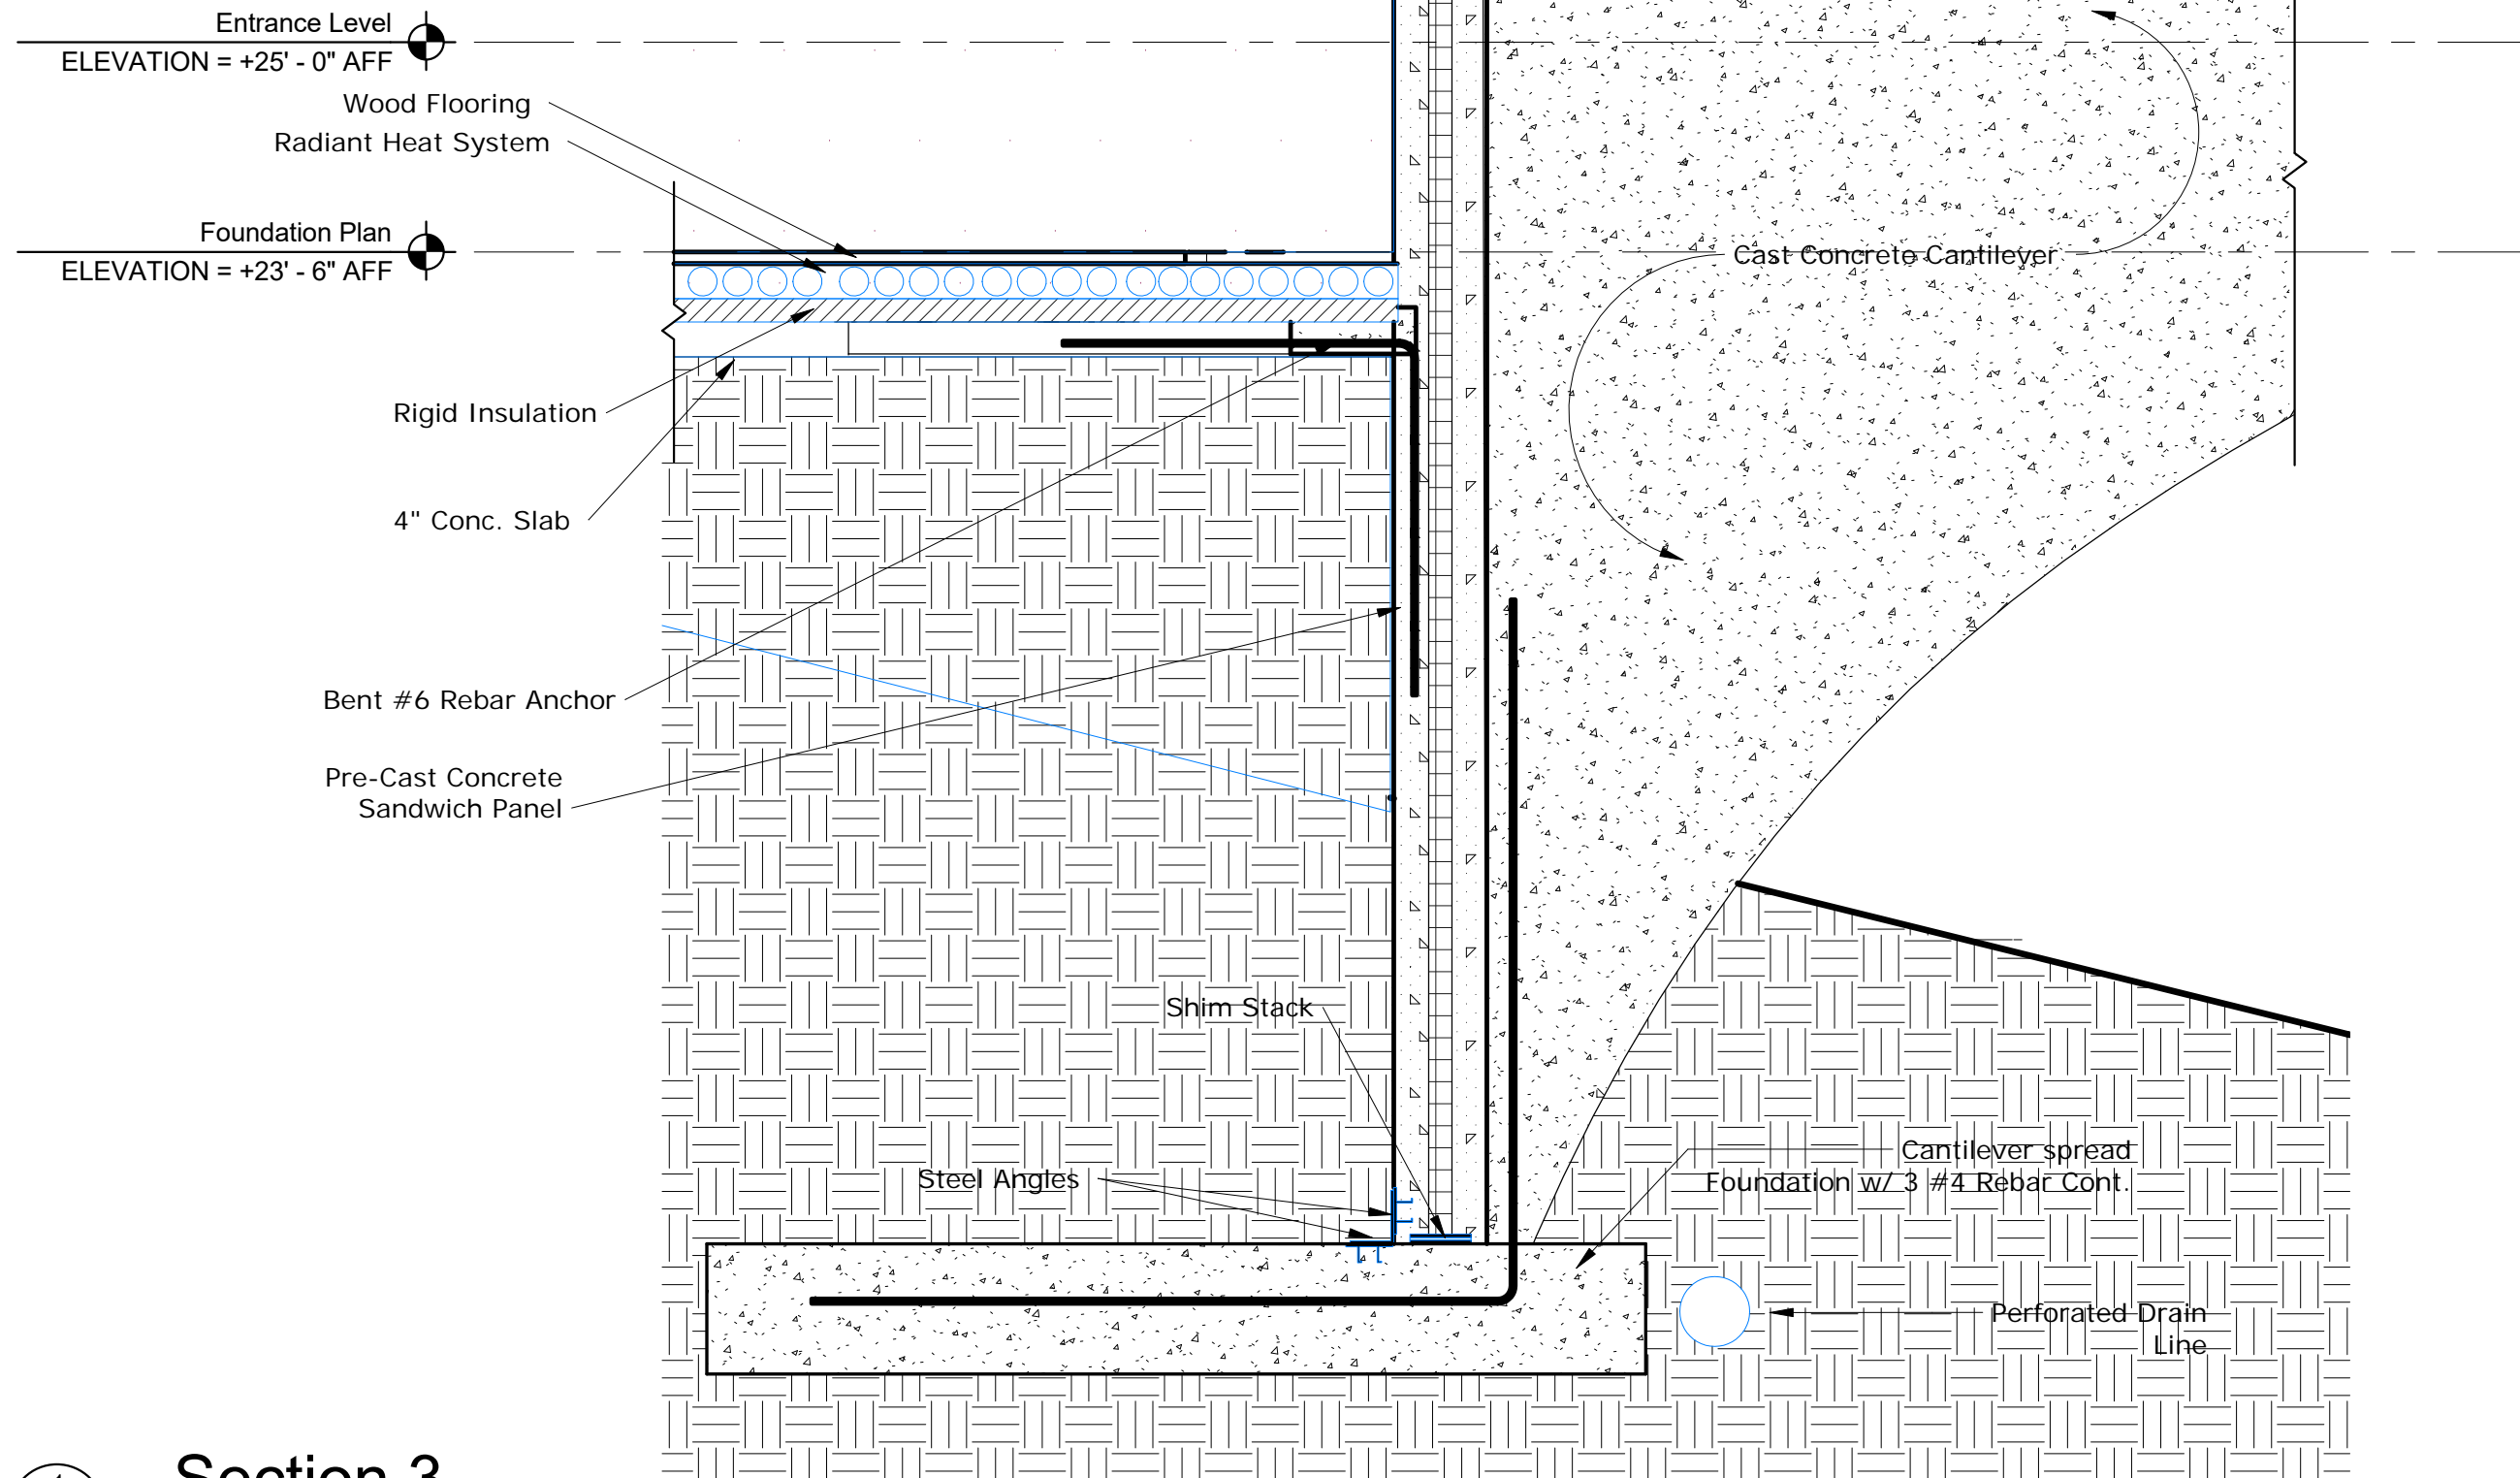 Entrance Level
ELEVATION = +25' - 0" AFF
Wood Flooring
Radiant Heat System
Foundation Plan
ELEVATION = +23' - 6" AFF
Cast Concrete Cantilever
Rigid Insulation
4" Conc. Slab
Bent #6 Rebar Anchor
Pre-Cast Concrete
Sandwich Panel
Shim Stack
Steel Angles
Cantilever spread
Foundation w/ 3 #4 Rebar Cont.
Perforated Drain
Line
Section 3